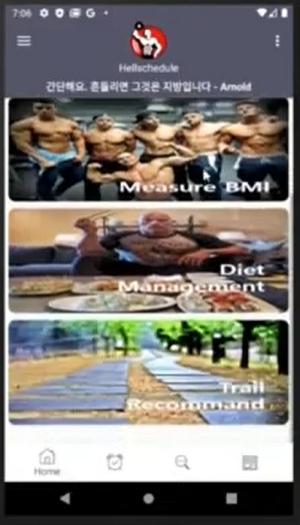 7:06
Hellschedule
간단해요. 흔들리면 그것은 지방입니다 - Arnold
Measure BMI
Diet
Management
Trail
Recommand
Home